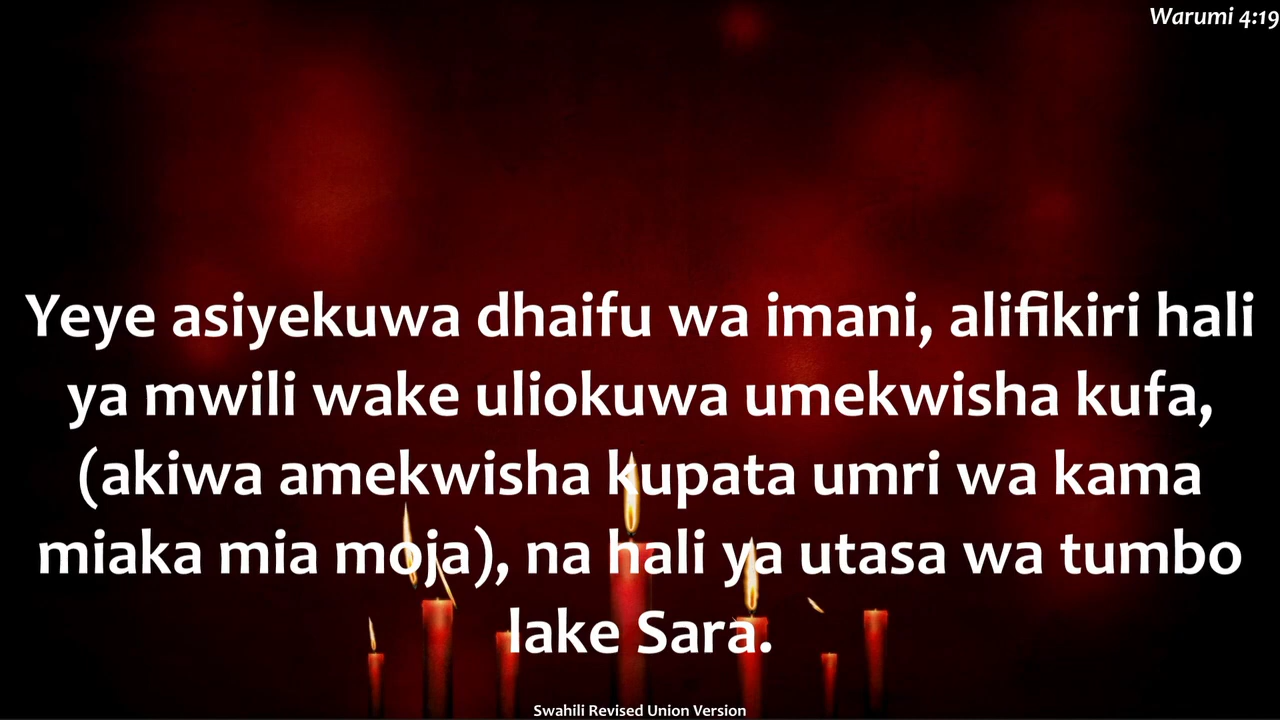 Warumi 4:19
Yeye asiyekuwa dhaifu wa imani, alifikiri hali
ya mwili wake uliokuwa umekwisha kufa,
(akiwa amekwisha kupata umri wa kama
miaka mia moja), na hali ya utasa wa tumbo
lake Sara.
Swahili Revised Union Version